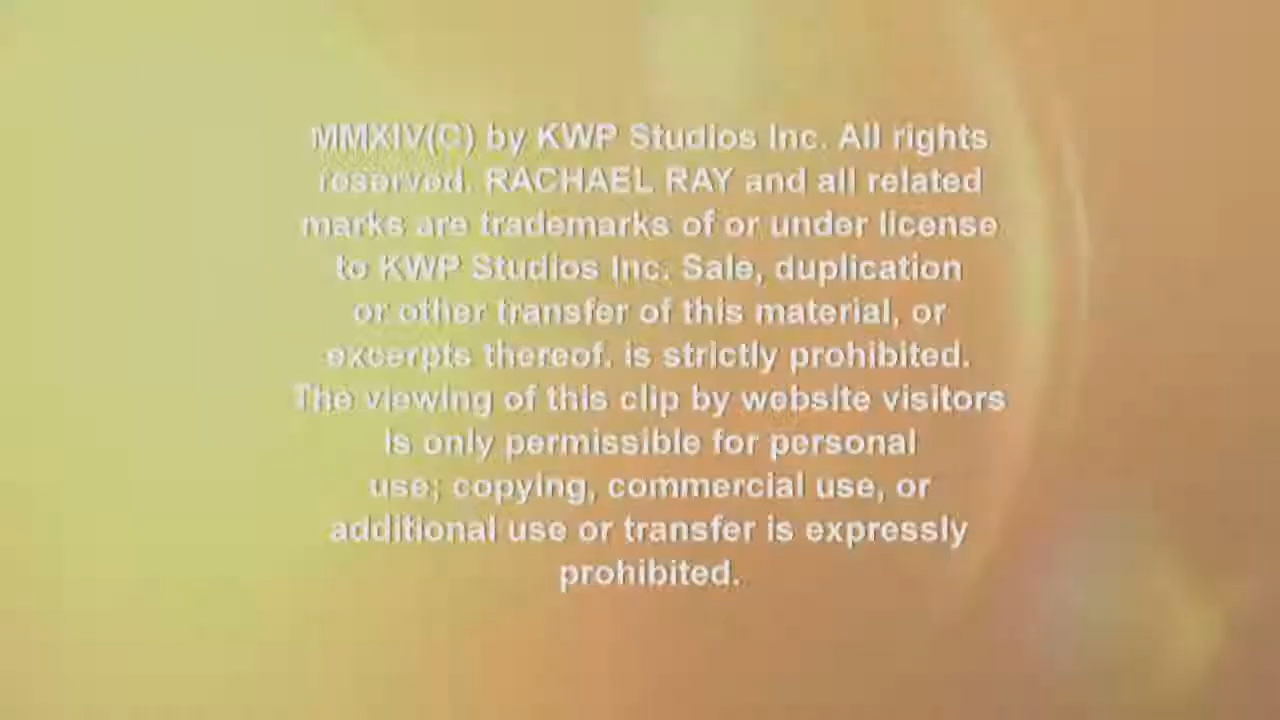 MMXIV(C) by KWP Studios Inc. All rights
reserved. RACHAEL RAY and all related
marks are trademarks of or under license
to KWP Studios Inc. Sale, duplication
or other transfer of this material, or
excerpts thereof. is strictly prohibited.
The viewing of this clip by website visitors
is only permissible for personal
use; copying, commercial use, or
additional use or transfer is expressly
prohibited.